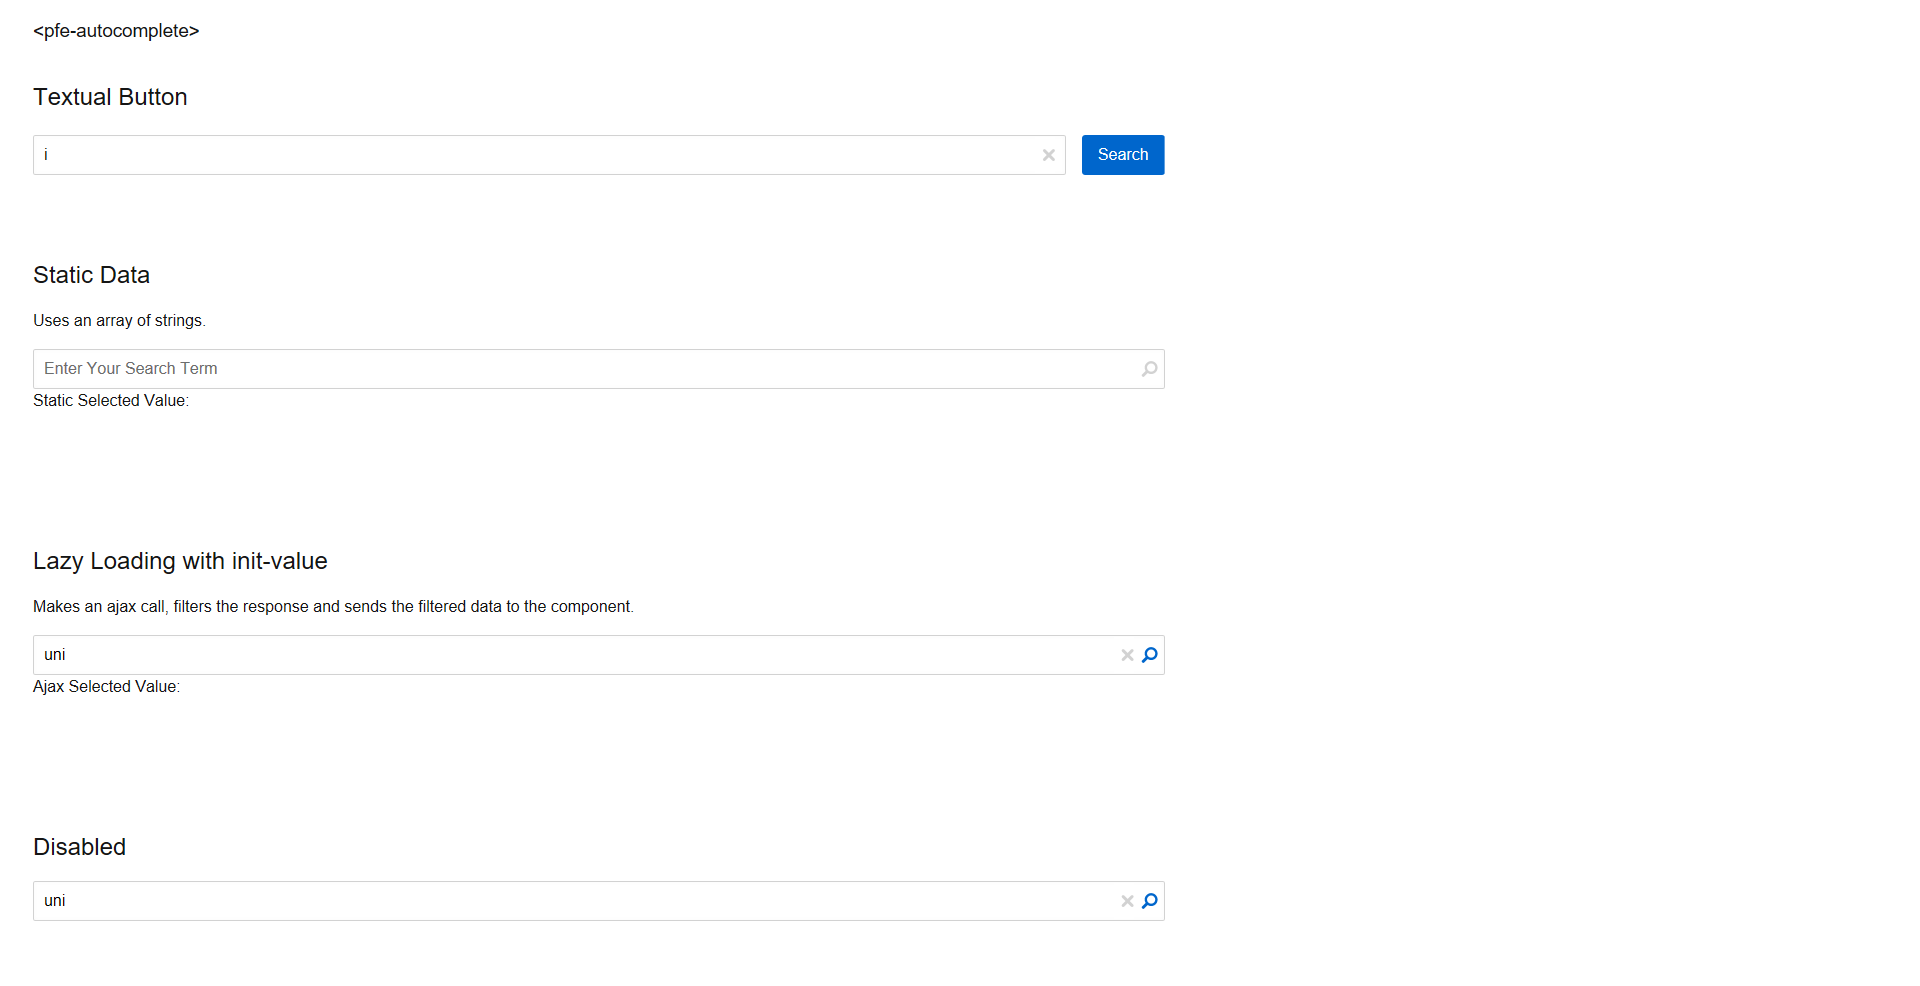 <pfe-autocomplete>
Textual Button
i
Search
Static Data
Uses an array of strings.
Enter Your Search Term
Static Selected Value:
Lazy Loading with init-value
Makes an ajax call, filters the response and sends the filtered data to the component.
uni
Ajax Selected Value:
Disabled
uni